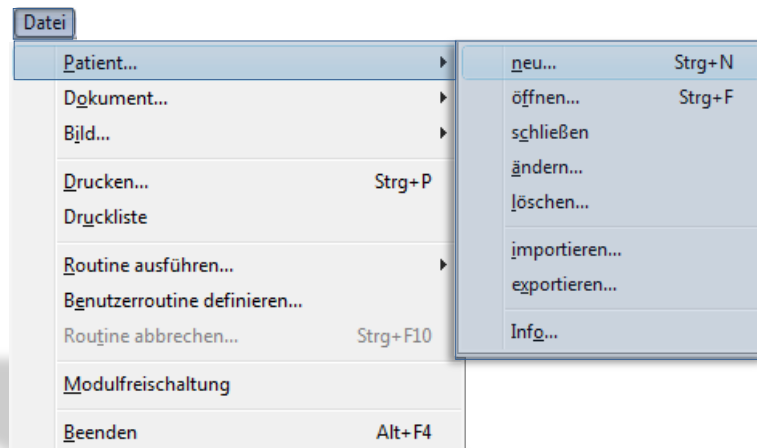 Datei
Patient...
Dokument...
Bild...
Drucken... Strg+P
Druckliste
Routine ausführen...
Benutzerroutine definieren...
Routine abbrechen... Strg+F10
Modulfreischaltung
Beenden Alt+F4
neu... Strg+N
öffnen... Strg+F
schließen
ändern...
löschen...
importieren...
exportieren...
Info...